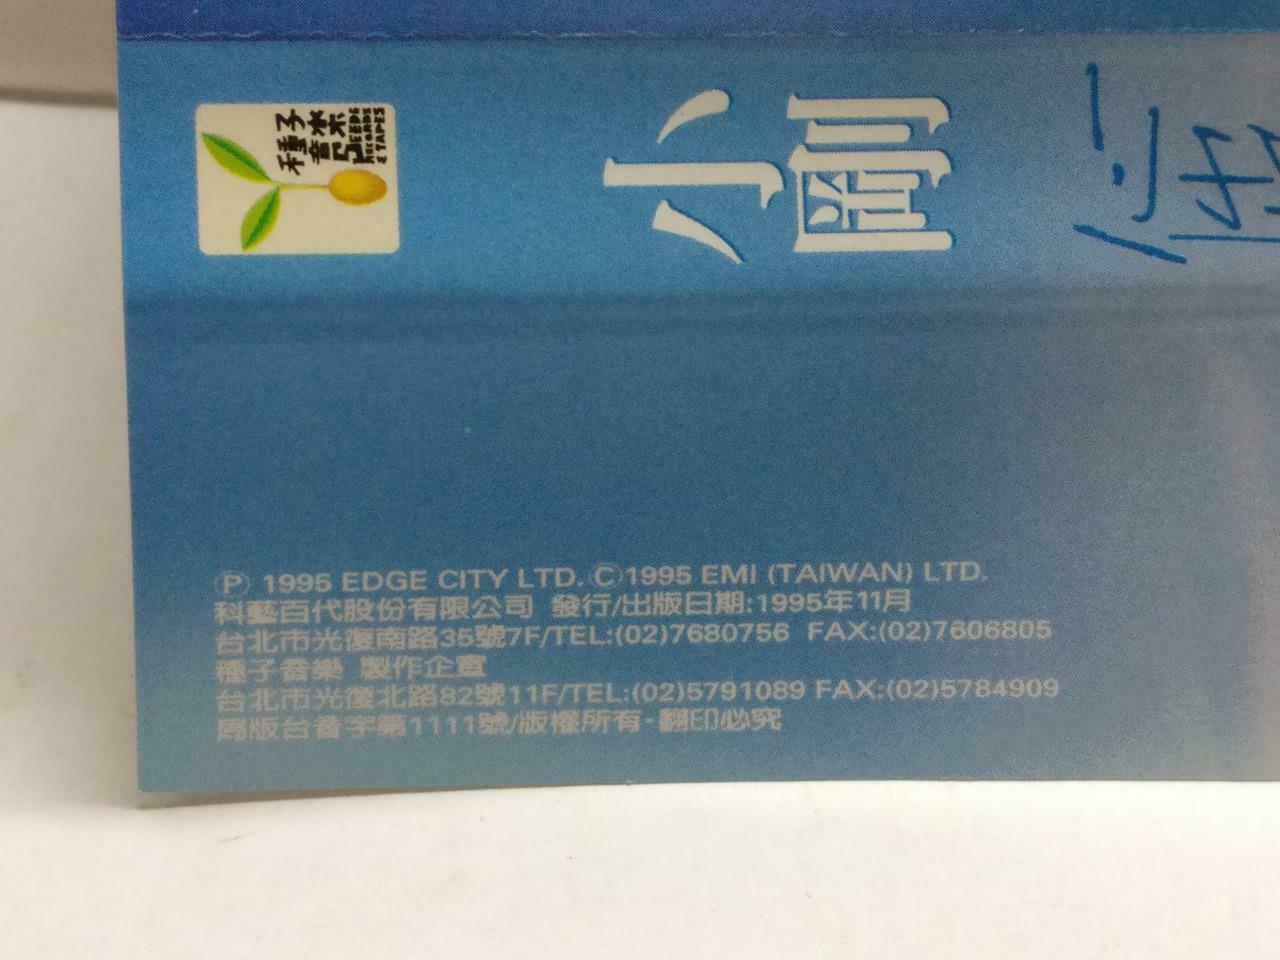 種子
音樂
SEEDS
RECORDS
& TAPES
小剛
Ⓟ 1995 EDGE CITY LTD. ©1995 EMI (TAIWAN) LTD.
科藝百代股份有限公司 發行/出版日期:1995年11月
台北市光復南路35號7F/TEL:(02)7680756 FAX:(02)7606805
種子音樂 製作企宣
台北市光復北路82號11F/TEL:(02)5791089 FAX:(02)5784909
局版台音字第1111號/版權所有·翻印必究